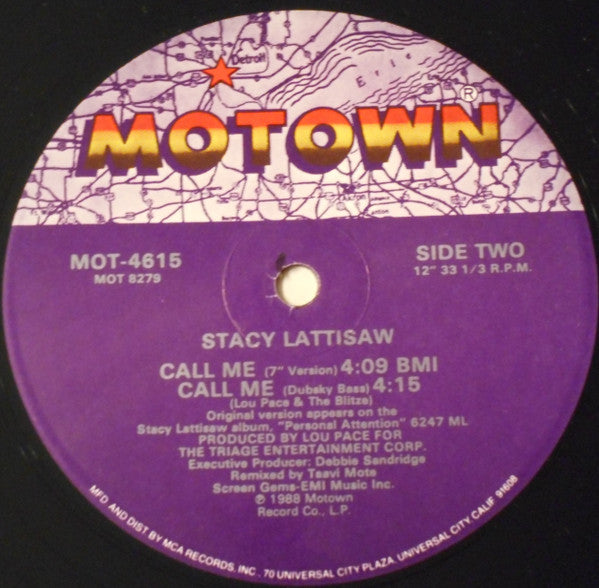 Detroit
Erie
MOTOWN®
MOT-4615
MOT 8279
SIDE TWO
12" 33 1/3 R.P.M.
STACY LATTISAW
CALL ME (7" Version) 4:09 BMI
CALL ME (Dubsky Bass) 4:15
(Lou Pace & The Blitze)
Original version appears on the
Stacy Lattisaw album, "Personal Attention" 6247 ML
PRODUCED BY LOU PACE FOR
THE TRIAGE ENTERTAINMENT CORP.
Executive Producer: Debbie Sandridge
Remixed by Taavi Mote
Screen Gems-EMI Music Inc.
℗ 1988 Motown
Record Co., L.P.
MFD AND DIST BY MCA RECORDS, INC . 70 UNIVERSAL CITY PLAZA, UNIVERSAL CITY, CALIF 91608